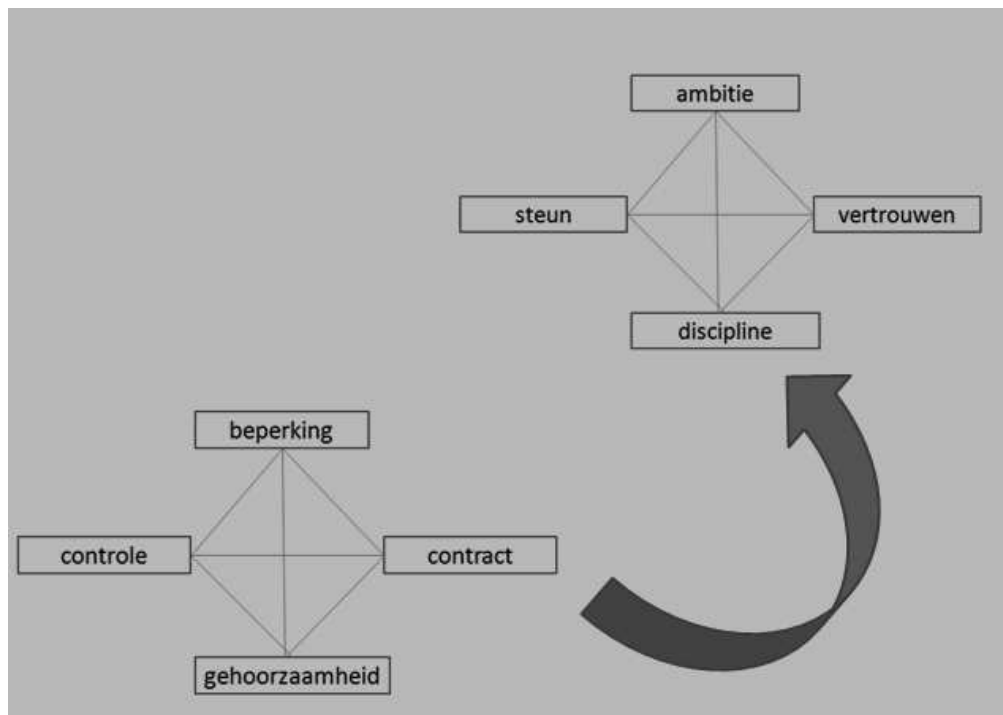 ambitie
steun
vertrouwen
discipline
beperking
controle
contract
gehoorzaamheid